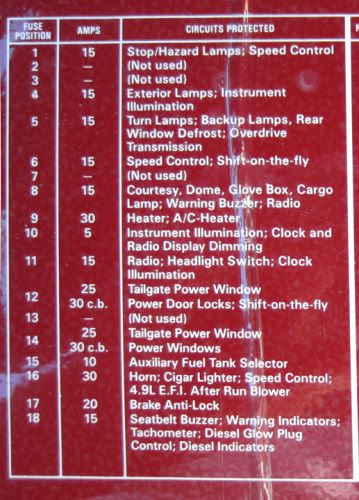 FUSE POSITION AMPS CIRCUITS PROTECTED
1 15 Stop/Hazard Lamps; Speed Control
2 — (Not used)
3 — (Not used)
4 15 Exterior Lamps; Instrument
Illumination
5 15 Turn Lamps; Backup Lamps, Rear
Window Defrost; Overdrive
Transmission
6 15 Speed Control; Shift-on-the-fly
7 — (Not used)
8 15 Courtesy, Dome, Glove Box, Cargo
Lamp; Warning Buzzer; Radio
9 30 Heater; A/C-Heater
10 5 Instrument Illumination; Clock and
Radio Display Dimming
11 15 Radio; Headlight Switch; Clock
Illumination
12 25 Tailgate Power Window
30 c.b. Power Door Locks; Shift-on-the-fly
13 — (Not used)
14 25 Tailgate Power Window
30 c.b. Power Windows
15 10 Auxiliary Fuel Tank Selector
16 30 Horn; Cigar Lighter; Speed Control;
4.9L E.F.I. After Run Blower
17 20 Brake Anti-Lock
18 15 Seatbelt Buzzer; Warning Indicators;
Tachometer; Diesel Glow Plug
Control; Diesel Indicators